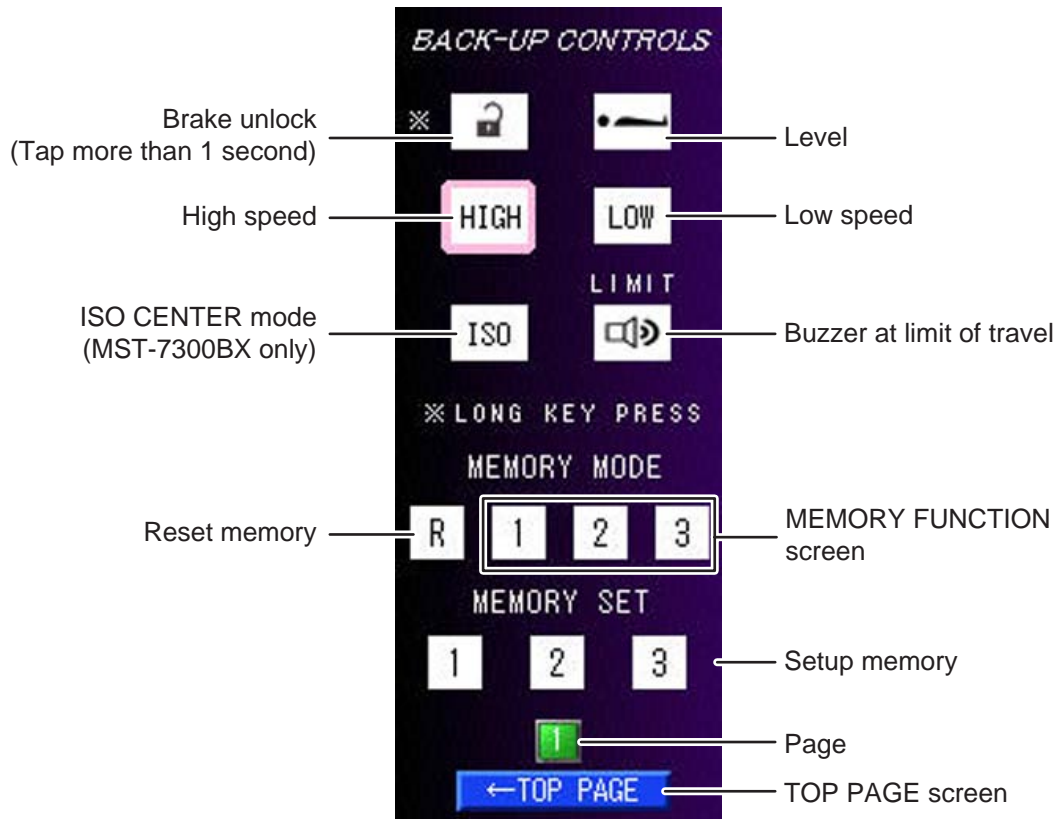 BACK-UP CONTROLS
Brake unlock
(Tap more than 1 second)
※
Level
High speed
HIGH
LOW
Low speed
LIMIT
ISO CENTER mode
(MST-7300BX only)
ISO
Buzzer at limit of travel
※LONG KEY PRESS
MEMORY MODE
Reset memory
R 1 2 3
MEMORY FUNCTION
screen
MEMORY SET
1 2 3
Setup memory
1
Page
←TOP PAGE
TOP PAGE screen